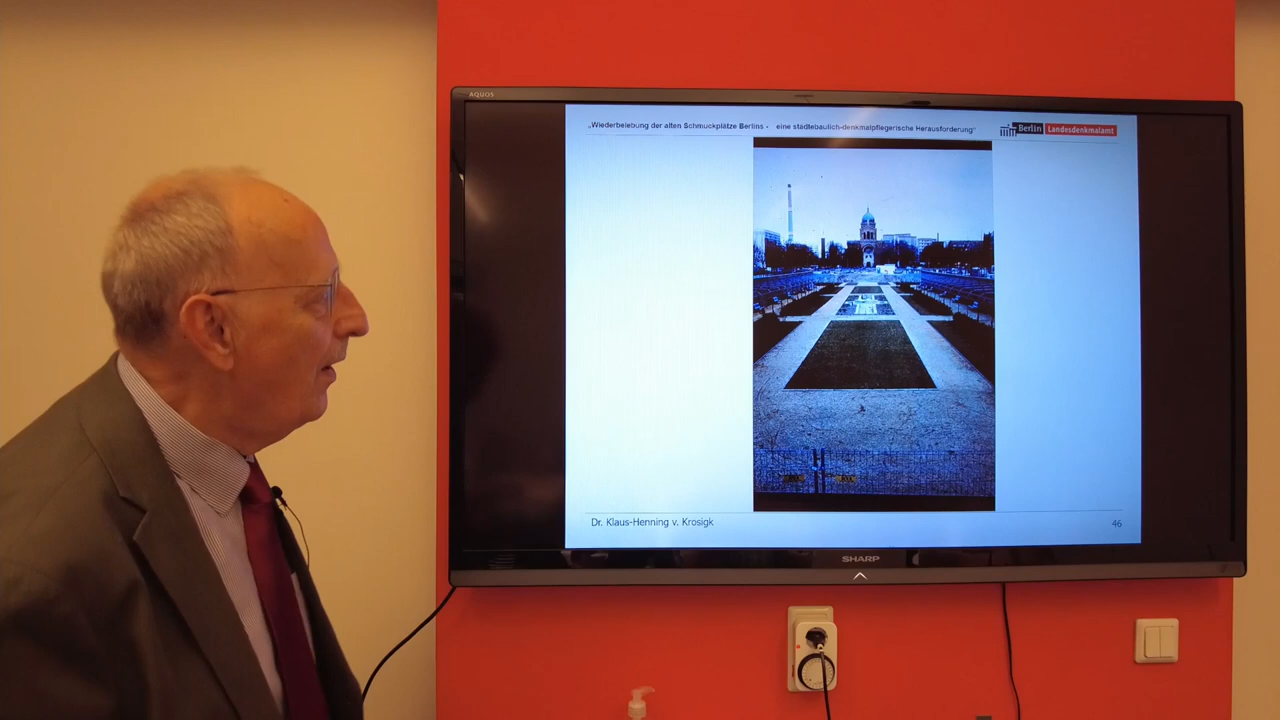 AQUOS
„Wiederbelebung der alten Schmuckplätze Berlins - eine städtebaulich-denkmalpflegerische Herausforderung“
Berlin Landesdenkmalamt
Dr. Klaus-Henning v. Krosigk
46
SHARP